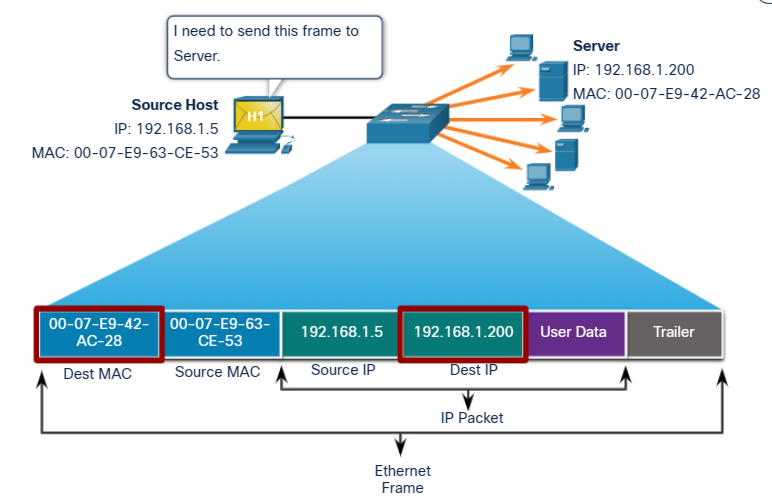 I need to send this frame to
Server.
Server
IP: 192.168.1.200
MAC: 00-07-E9-42-AC-28
Source Host
IP: 192.168.1.5
MAC: 00-07-E9-63-CE-53
H1
00-07-E9-42-
AC-28
00-07-E9-63-
CE-53
192.168.1.5
192.168.1.200
User Data
Trailer
Dest MAC
Source MAC
Source IP
Dest IP
IP Packet
Ethernet
Frame